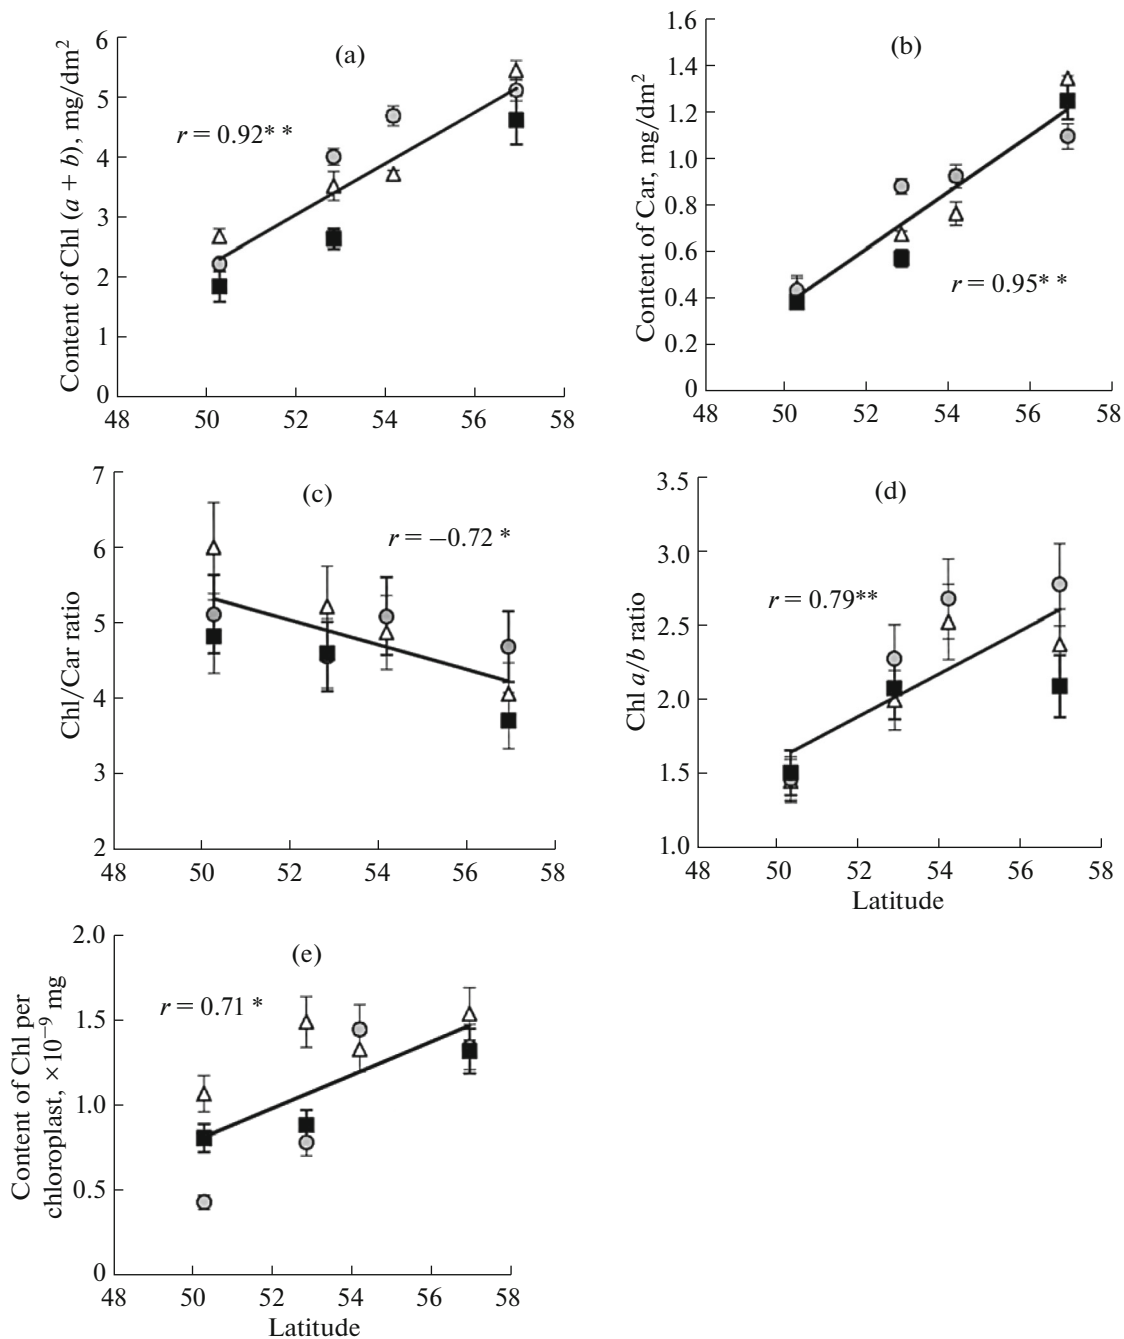 (a)
Content of Chl (a + b), mg/dm2
r = 0.92* *
6
5
4
3
2
1
0
48 50 52 54 56 58
(b)
Content of Car, mg/dm2
r = 0.95* *
1.6
1.4
1.2
1.0
0.8
0.6
0.4
0.2
0
48 50 52 54 56 58
(c)
Chl/Car ratio
r = −0.72 *
7
6
5
4
3
2
48 50 52 54 56 58
(d)
Chl a/b ratio
r = 0.79**
3.5
3.0
2.5
2.0
1.5
1.0
48 50 52 54 56 58
Latitude
(e)
Content of Chl per
chloroplast, ×10−9 mg
r = 0.71 *
2.0
1.5
1.0
0.5
0
48 50 52 54 56 58
Latitude